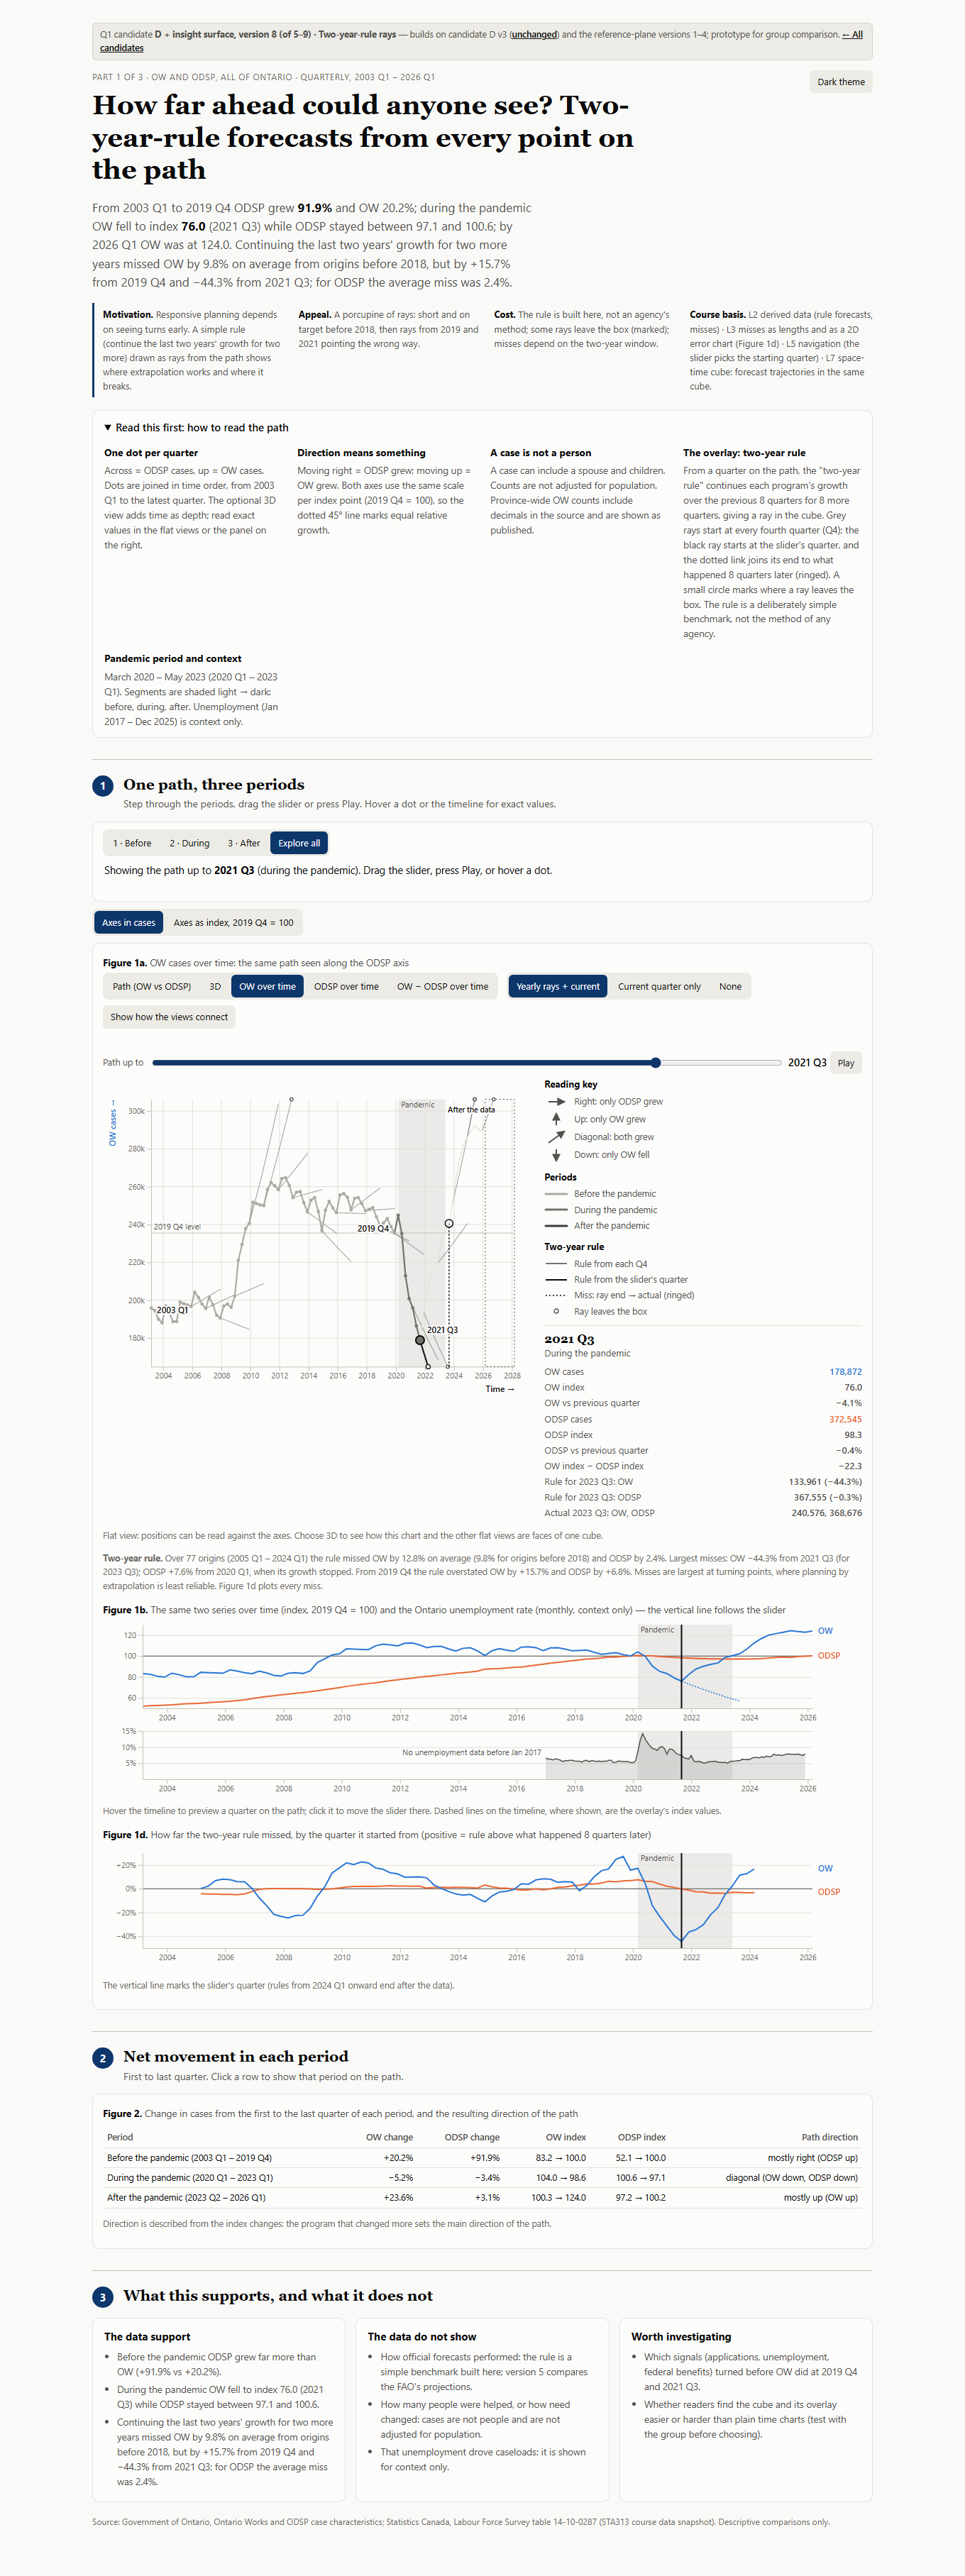 Q1 candidate D + insight surface, version 8 (of 5–9) · Two-year-rule rays — builds on candidate D v3 (unchanged) and the reference-plane versions 1–4; prototype for group comparison. ← All
candidates
PART 1 OF 3 · OW AND ODSP, ALL OF ONTARIO · QUARTERLY, 2003 Q1 – 2026 Q1
Dark theme
How far ahead could anyone see? Two-
year-rule forecasts from every point on
the path
From 2003 Q1 to 2019 Q4 ODSP grew 91.9% and OW 20.2%; during the pandemic
OW fell to index 76.0 (2021 Q3) while ODSP stayed between 97.1 and 100.6; by
2026 Q1 OW was at 124.0. Continuing the last two years' growth for two more
years missed OW by 9.8% on average from origins before 2018, but by +15.7%
from 2019 Q4 and −44.3% from 2021 Q3; for ODSP the average miss was 2.4%.
Motivation. Responsive planning depends
on seeing turns early. A simple rule
(continue the last two years' growth for two
more) drawn as rays from the path shows
where extrapolation works and where it
breaks.
Appeal. A porcupine of rays: short and on
target before 2018, then rays from 2019 and
2021 pointing the wrong way.
Cost. The rule is built here, not an agency's
method; some rays leave the box (marked);
misses depend on the two-year window.
Course basis. L2 derived data (rule forecasts,
misses) · L3 misses as lengths and as a 2D
error chart (Figure 1d) · L5 navigation (the
slider picks the starting quarter) · L7 space-
time cube: forecast trajectories in the same
cube.
▼ Read this first: how to read the path
One dot per quarter
Across = ODSP cases, up = OW cases.
Dots are joined in time order, from 2003
Q1 to the latest quarter. The optional 3D
view adds time as depth; read exact
values in the flat views or the panel on
the right.
Direction means something
Moving right = ODSP grew; moving up =
OW grew. Both axes use the same scale
per index point (2019 Q4 = 100), so the
dotted 45° line marks equal relative
growth.
A case is not a person
A case can include a spouse and children.
Counts are not adjusted for population.
Province-wide OW counts include
decimals in the source and are shown as
published.
The overlay: two-year rule
From a quarter on the path, the "two-year
rule" continues each program's growth
over the previous 8 quarters for 8 more
quarters, giving a ray in the cube. Grey
rays start at every fourth quarter (Q4); the
black ray starts at the slider's quarter, and
the dotted link joins its end to what
happened 8 quarters later (ringed). A
small circle marks where a ray leaves the
box. The rule is a deliberately simple
benchmark, not the method of any
agency.
Pandemic period and context
March 2020 – May 2023 (2020 Q1 – 2023
Q1). Segments are shaded light → dark:
before, during, after. Unemployment (Jan
2017 – Dec 2025) is context only.
1 One path, three periods
Step through the periods, drag the slider or press Play. Hover a dot or the timeline for exact values.
1 · Before 2 · During 3 · After Explore all
Showing the path up to 2021 Q3 (during the pandemic). Drag the slider, press Play, or hover a dot.
Axes in cases Axes as index, 2019 Q4 = 100
Figure 1a. OW cases over time: the same path seen along the ODSP axis
Path (OW vs ODSP) 3D OW over time ODSP over time OW − ODSP over time Yearly rays + current Current quarter only None
Show how the views connect
Path up to 2021 Q3 Play
OW cases →
300k
280k
260k
240k
220k
200k
180k
Pandemic
After the data
2019 Q4 level
2019 Q4
2003 Q1
2021 Q3
2004 2006 2008 2010 2012 2014 2016 2018 2020 2022 2024 2026 2028
Time →
Reading key
Right: only ODSP grew
Up: only OW grew
Diagonal: both grew
Down: only OW fell
Periods
Before the pandemic
During the pandemic
After the pandemic
Two-year rule
Rule from each Q4
Rule from the slider's quarter
Miss: ray end → actual (ringed)
Ray leaves the box
2021 Q3
During the pandemic
OW cases 178,872
OW index 76.0
OW vs previous quarter −4.1%
ODSP cases 372,545
ODSP index 98.3
ODSP vs previous quarter −0.4%
OW index − ODSP index −22.3
Rule for 2023 Q3: OW 133,961 (−44.3%)
Rule for 2023 Q3: ODSP 367,555 (−0.3%)
Actual 2023 Q3: OW, ODSP 240,576, 368,676
Flat view: positions can be read against the axes. Choose 3D to see how this chart and the other flat views are faces of one cube.
Two-year rule. Over 77 origins (2005 Q1 – 2024 Q1) the rule missed OW by 12.8% on average (9.8% for origins before 2018) and ODSP by 2.4%. Largest misses: OW −44.3% from 2021 Q3 (for
2023 Q3); ODSP +7.6% from 2020 Q1, when its growth stopped. From 2019 Q4 the rule overstated OW by +15.7% and ODSP by +6.8%. Misses are largest at turning points, where planning by
extrapolation is least reliable. Figure 1d plots every miss.
Figure 1b. The same two series over time (index, 2019 Q4 = 100) and the Ontario unemployment rate (monthly, context only) — the vertical line follows the slider
120
100
80
60
Pandemic
OW
ODSP
2004 2006 2008 2010 2012 2014 2016 2018 2020 2022 2024 2026
15%
10%
5%
No unemployment data before Jan 2017
2004 2006 2008 2010 2012 2014 2016 2018 2020 2022 2024 2026
Hover the timeline to preview a quarter on the path; click it to move the slider there. Dashed lines on the timeline, where shown, are the overlay's index values.
Figure 1d. How far the two-year rule missed, by the quarter it started from (positive = rule above what happened 8 quarters later)
+20%
0%
−20%
−40%
Pandemic
OW
ODSP
2004 2006 2008 2010 2012 2014 2016 2018 2020 2022 2024 2026
The vertical line marks the slider's quarter (rules from 2024 Q1 onward end after the data).
2 Net movement in each period
First to last quarter. Click a row to show that period on the path.
Figure 2. Change in cases from the first to the last quarter of each period, and the resulting direction of the path
Period OW change ODSP change OW index ODSP index Path direction
Before the pandemic (2003 Q1 – 2019 Q4) +20.2% +91.9% 83.2 → 100.0 52.1 → 100.0 mostly right (ODSP up)
During the pandemic (2020 Q1 – 2023 Q1) −5.2% −3.4% 104.0 → 98.6 100.6 → 97.1 diagonal (OW down, ODSP down)
After the pandemic (2023 Q2 – 2026 Q1) +23.6% +3.1% 100.3 → 124.0 97.2 → 100.2 mostly up (OW up)
Direction is described from the index changes: the program that changed more sets the main direction of the path.
3 What this supports, and what it does not
The data support
• Before the pandemic ODSP grew far more than
OW (+91.9% vs +20.2%).
• During the pandemic OW fell to index 76.0 (2021
Q3) while ODSP stayed between 97.1 and 100.6.
• Continuing the last two years' growth for two more
years missed OW by 9.8% on average from origins
before 2018, but by +15.7% from 2019 Q4 and
−44.3% from 2021 Q3; for ODSP the average miss
was 2.4%.
The data do not show
• How official forecasts performed: the rule is a
simple benchmark built here; version 5 compares
the FAO's projections.
• How many people were helped, or how need
changed: cases are not people and are not
adjusted for population.
• That unemployment drove caseloads: it is shown
for context only.
Worth investigating
• Which signals (applications, unemployment,
federal benefits) turned before OW did at 2019 Q4
and 2021 Q3.
• Whether readers find the cube and its overlay
easier or harder than plain time charts (test with
the group before choosing).
Source: Government of Ontario, Ontario Works and ODSP case characteristics; Statistics Canada, Labour Force Survey table 14-10-0287 (STA313 course data snapshot). Descriptive comparisons only.